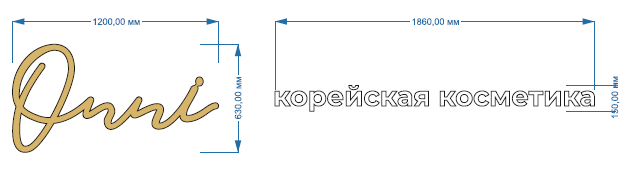 1200,00 мм
Onni
630,00 мм
1860,00 мм
корейская косметика
150,00 мм